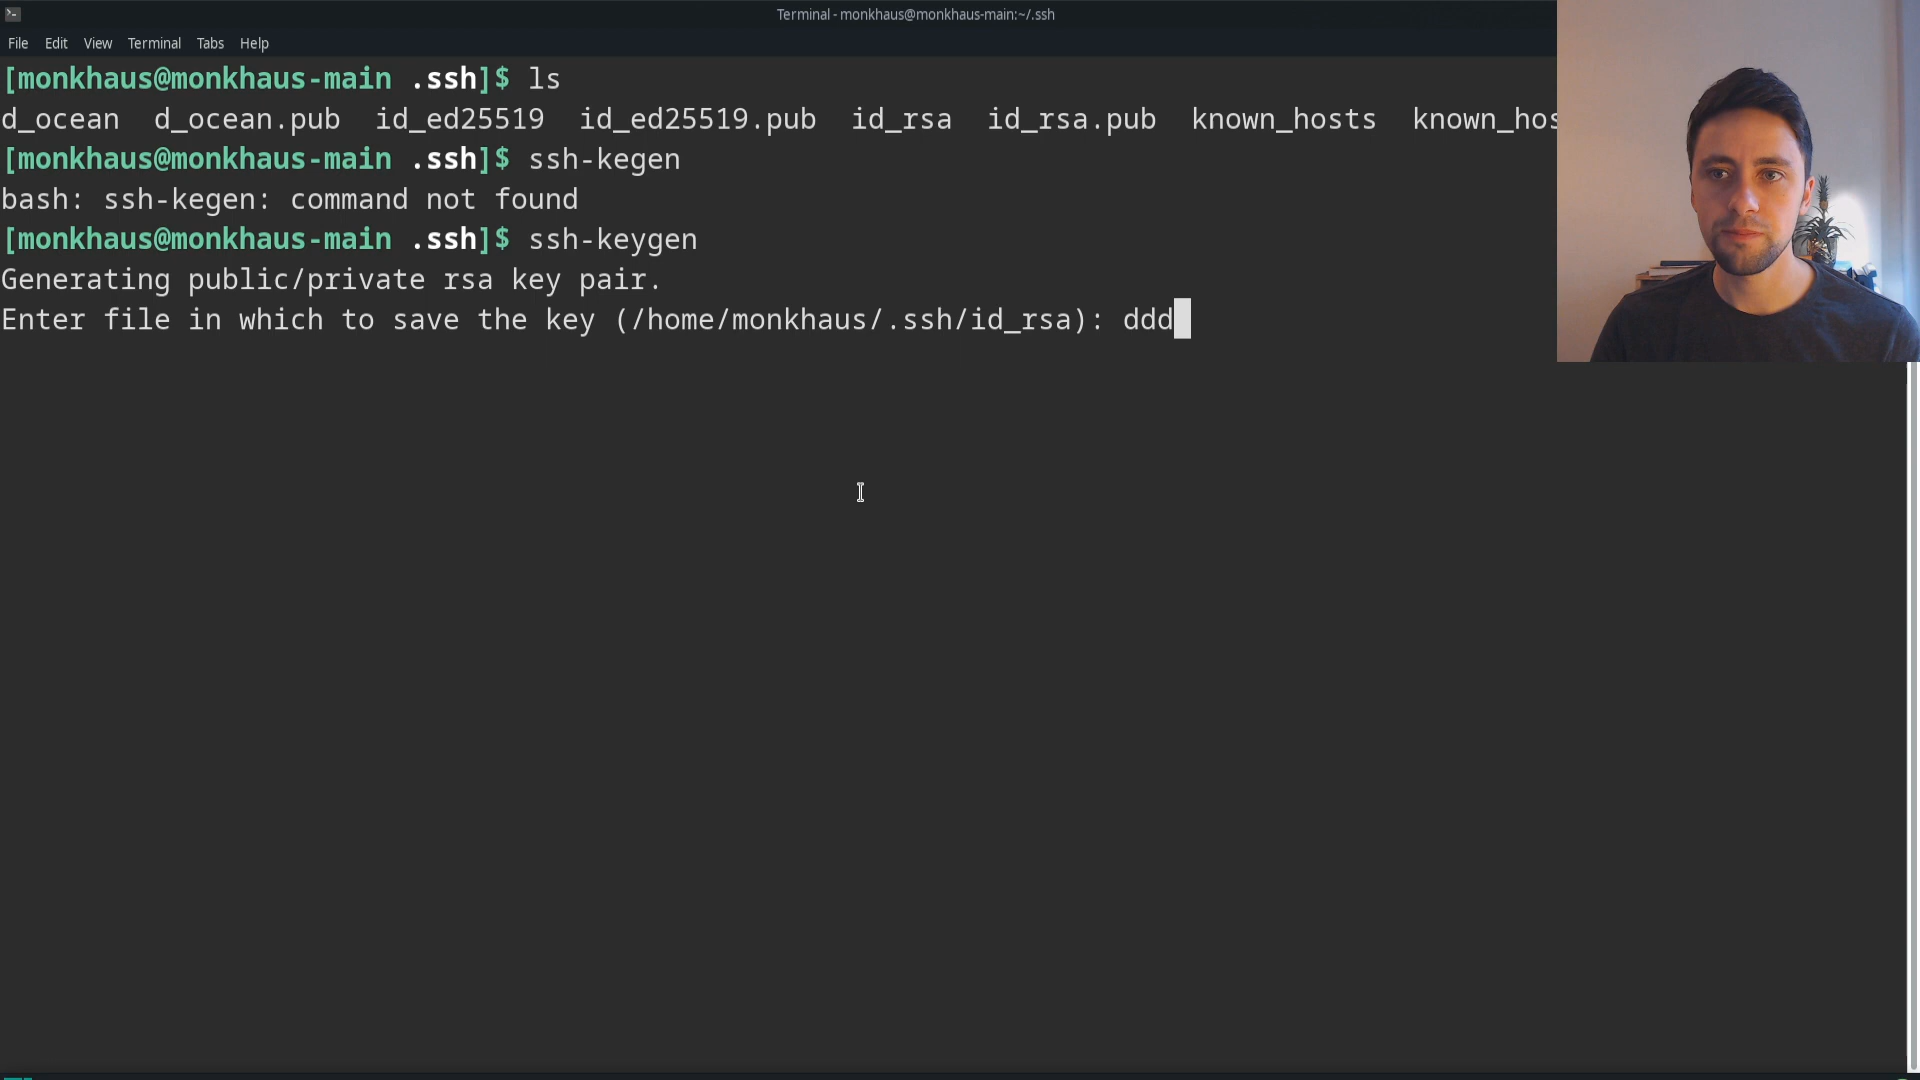 Terminal - monkhaus@monkhaus-main:~/.ssh
File Edit View Terminal Tabs Help
[monkhaus@monkhaus-main .ssh]$ ls
d_ocean d_ocean.pub id_ed25519 id_ed25519.pub id_rsa id_rsa.pub known_hosts known_hos
[monkhaus@monkhaus-main .ssh]$ ssh-kegen
bash: ssh-kegen: command not found
[monkhaus@monkhaus-main .ssh]$ ssh-keygen
Generating public/private rsa key pair.
Enter file in which to save the key (/home/monkhaus/.ssh/id_rsa): ddd